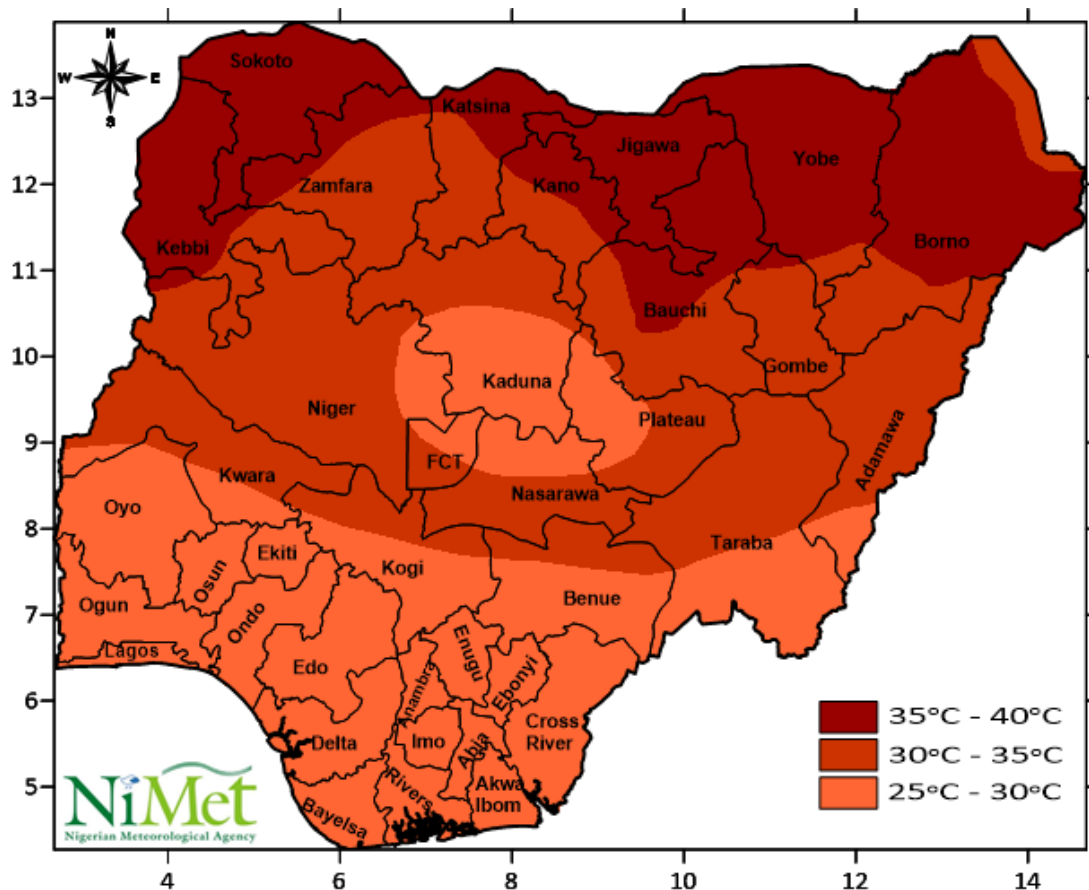 N
W E
S
13
12
11
10
9
8
7
6
5
4 6 8 10 12 14
Sokoto
Katsina
Jigawa
Yobe
Zamfara
Kano
Kebbi
Borno
Bauchi
Gombe
Kaduna
Niger
Plateau
Adamawa
FCT
Kwara
Nasarawa
Oyo
Taraba
Ekiti
Osun
Kogi
Benue
Ogun
Ondo
Lagos
Enugu
Edo
Ebonyi
Anambra
Cross
River
Delta
Imo
Abia
Rivers
Akwa
Ibom
Bayelsa
35°C - 40°C
30°C - 35°C
25°C - 30°C
NiMet
Nigerian Meteorological Agency